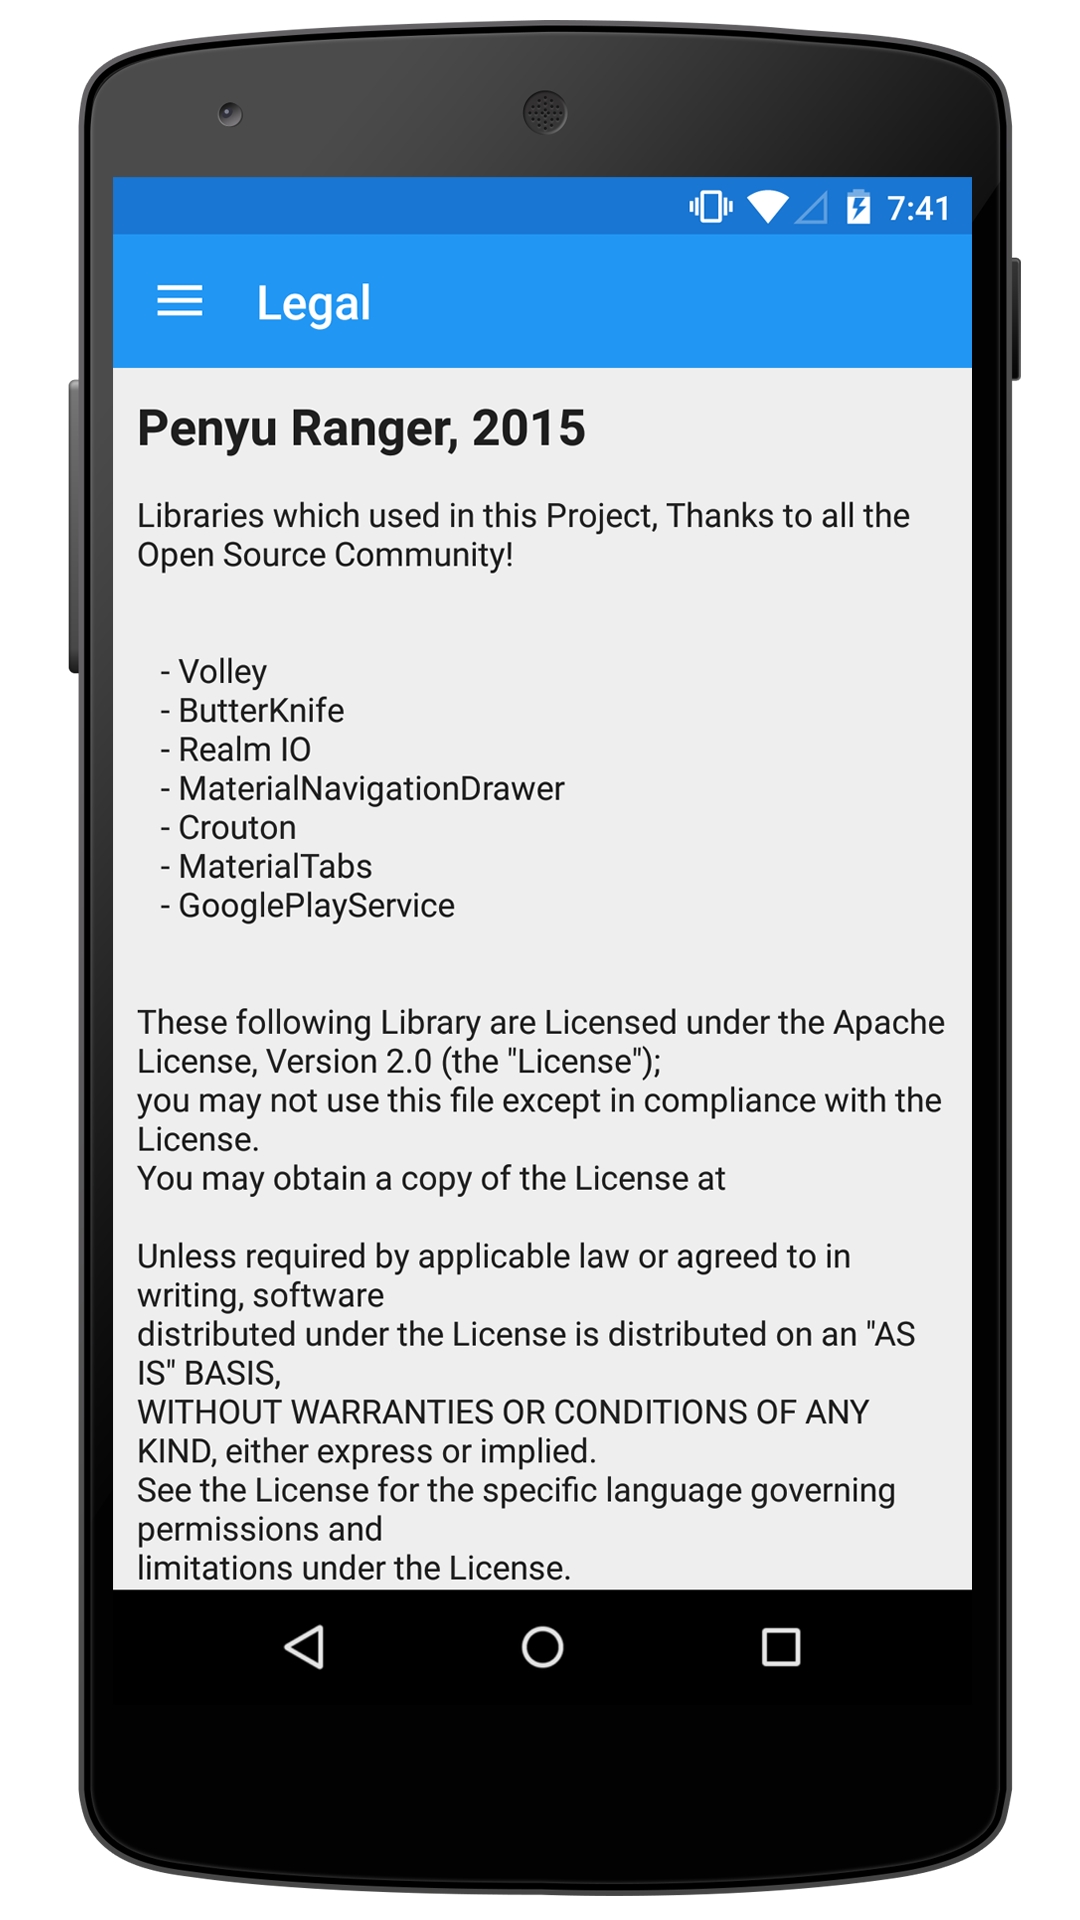 7:41
Legal
Penyu Ranger, 2015
Libraries which used in this Project, Thanks to all the
Open Source Community!
- Volley
- ButterKnife
- Realm IO
- MaterialNavigationDrawer
- Crouton
- MaterialTabs
- GooglePlayService
These following Library are Licensed under the Apache
License, Version 2.0 (the "License");
you may not use this file except in compliance with the
License.
You may obtain a copy of the License at
Unless required by applicable law or agreed to in
writing, software
distributed under the License is distributed on an "AS
IS" BASIS,
WITHOUT WARRANTIES OR CONDITIONS OF ANY
KIND, either express or implied.
See the License for the specific language governing
permissions and
limitations under the License.